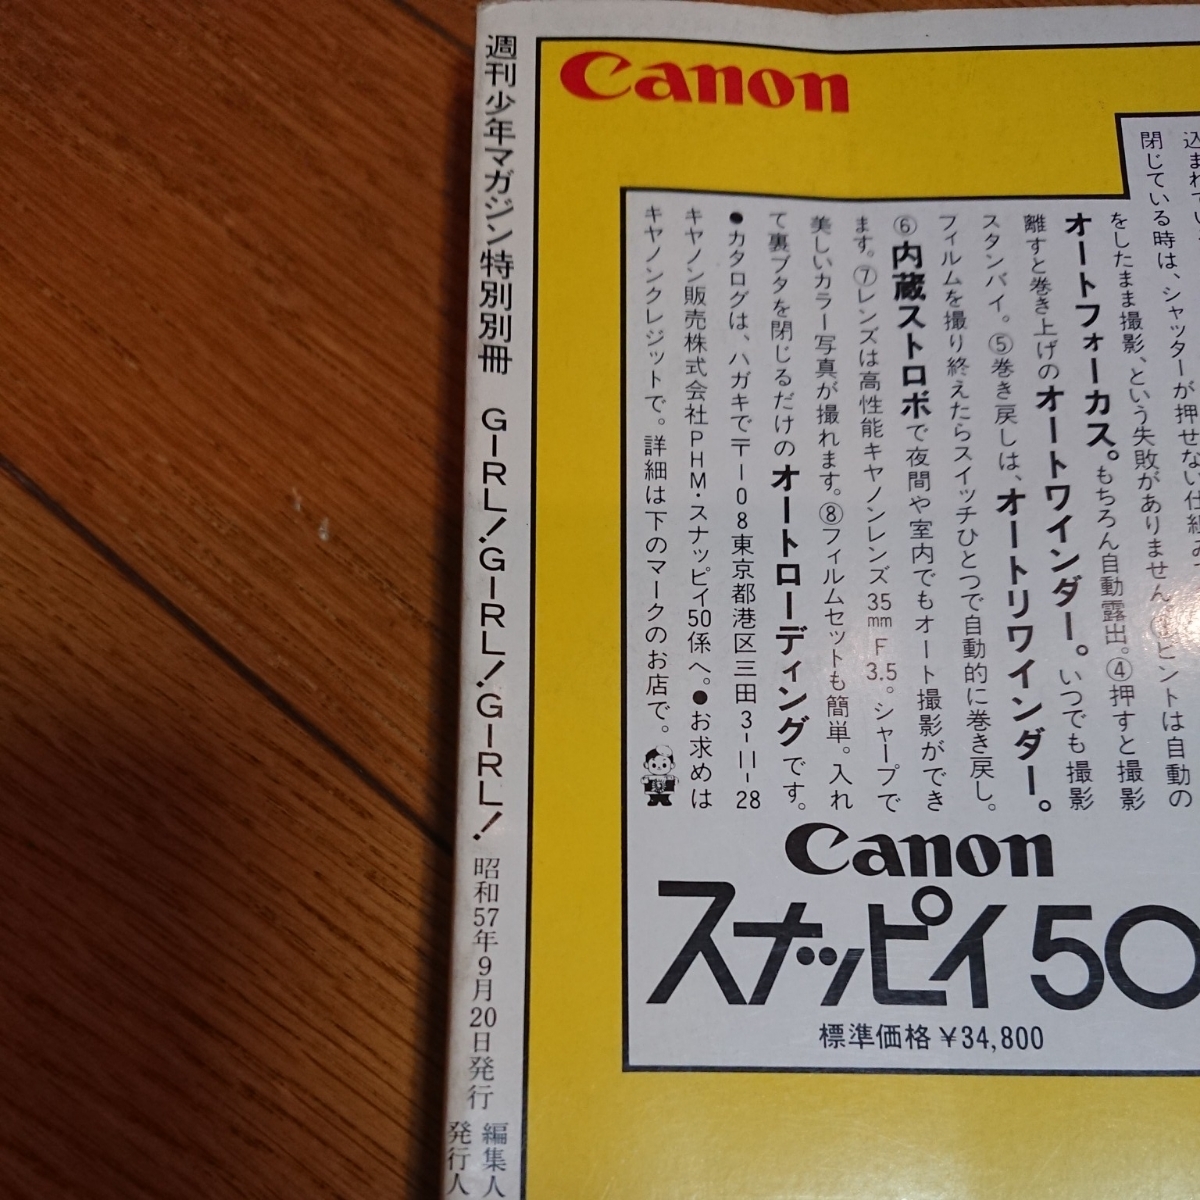 週刊少年マガジン特別別冊 GIRL!GIRL!GIRL! 昭和57年9月20日発行
編集人
発行人
Canon
閉じている時は、シャッターが押せない仕組み
をしたまま撮影、という失敗がありません
ヒントは自動の
オートフォーカス。もちろん自動露出。④押すと撮影
離すと巻き上げのオートワインダー。いつでも撮影
スタンバイ。⑤巻き戻しは、オートリワインダー。
フィルムを撮り終えたらスイッチひとつで自動的に巻き戻し。
⑥内蔵ストロボで夜間や室内でもオート撮影ができ
ます。⑦レンズは高性能キヤノンレンズ35mm F3.5。シャープで
美しいカラー写真が撮れます。⑧フィルムセットも簡単。入れ
て裏ブタを閉じるだけのオートローディングです。
●カタログは、ハガキで〒108東京都港区三田3-11-28
キヤノン販売株式会社PHM・スナッピイ50係へ。●お求めは
キヤノンクレジットで。詳細は下のマークのお店で。
Canon
スナッピイ50
標準価格¥34,800